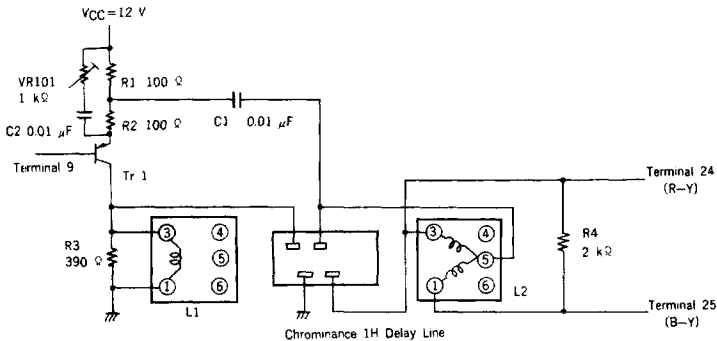 VCC=12 V
VR101
1 kΩ
R1 100 Ω
R2 100 Ω
C2 0.01 μF
C1 0.01 μF
Terminal 9
Tr 1
Terminal 24
(R-Y)
R3
390 Ω
3
4
5
1
6
L1
3
4
5
1
6
L2
R4
2 kΩ
Terminal 25
(B-Y)
Chrominance 1H Delay Line